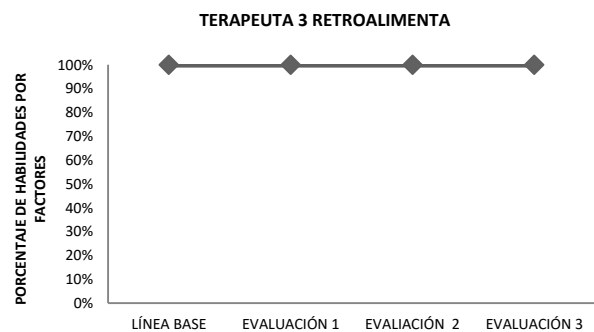 TERAPEUTA 3 RETROALIMENTA
PORCENTAJE DE HABILIDADES POR
FACTORES
100%
90%
80%
70%
60%
50%
40%
30%
20%
10%
0%
LÍNEA BASE EVALUACIÓN 1 EVALIACIÓN 2 EVALUACIÓN 3